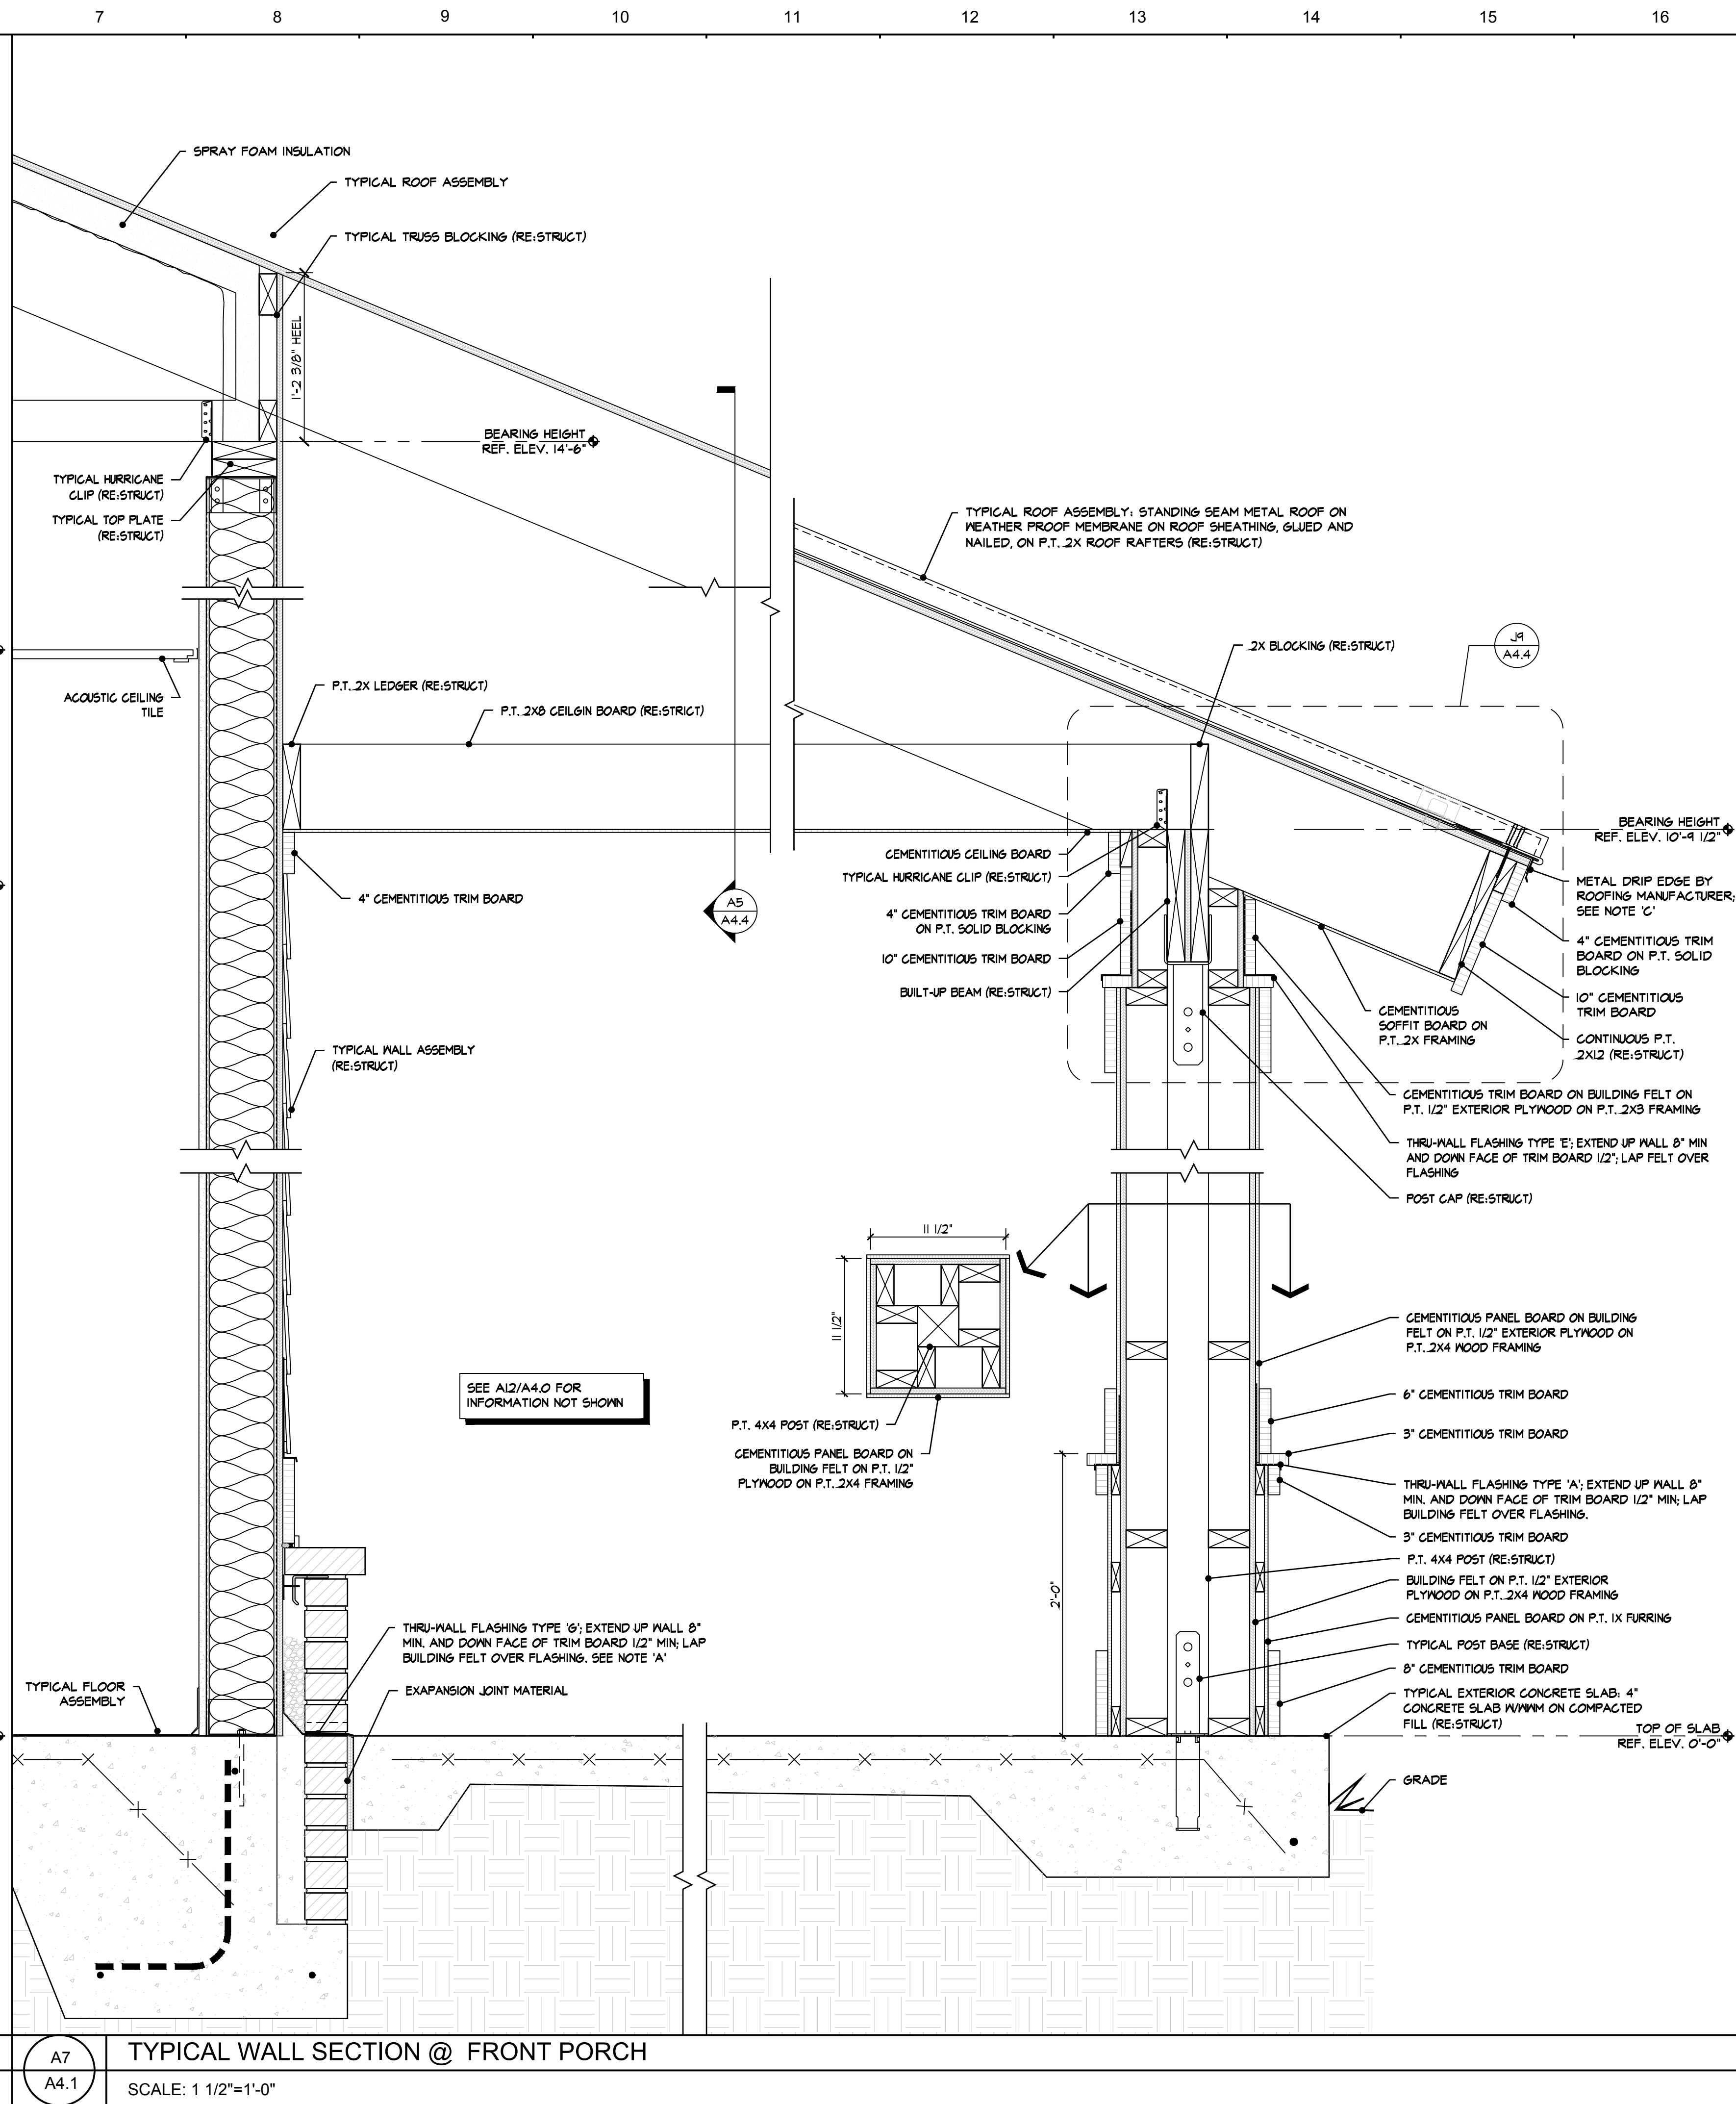 7 8 9 10 11 12 13 14 15 16
SPRAY FOAM INSULATION
TYPICAL ROOF ASSEMBLY
TYPICAL TRUSS BLOCKING (RE:STRUCT)
1'-2 3/8" HEEL
BEARING HEIGHT
REF. ELEV. 14'-6"
TYPICAL HURRICANE
CLIP (RE:STRUCT)
TYPICAL TOP PLATE
(RE:STRUCT)
TYPICAL ROOF ASSEMBLY: STANDING SEAM METAL ROOF ON
WEATHER PROOF MEMBRANE ON ROOF SHEATHING, GLUED AND
NAILED, ON P.T. 2X ROOF RAFTERS (RE:STRUCT)
2X BLOCKING (RE:STRUCT)
J9
A4.4
ACOUSTIC CEILING
TILE
P.T. 2X LEDGER (RE:STRUCT)
P.T. 2X8 CEILGIN BOARD (RE:STRICT)
BEARING HEIGHT
REF. ELEV. 10'-9 1/2"
4" CEMENTITIOUS TRIM BOARD
A5
A4.4
CEMENTITIOUS CEILING BOARD
TYPICAL HURRICANE CLIP (RE:STRUCT)
4" CEMENTITIOUS TRIM BOARD
ON P.T. SOLID BLOCKING
10" CEMENTITIOUS TRIM BOARD
BUILT-UP BEAM (RE:STRUCT)
METAL DRIP EDGE BY
ROOFING MANUFACTURER;
SEE NOTE 'C'
4" CEMENTITIOUS TRIM
BOARD ON P.T. SOLID
BLOCKING
10" CEMENTITIOUS
TRIM BOARD
CONTINUOUS P.T.
2X12 (RE:STRUCT)
CEMENTITIOUS
SOFFIT BOARD ON
P.T. 2X FRAMING
TYPICAL WALL ASSEMBLY
(RE:STRUCT)
CEMENTITIOUS TRIM BOARD ON BUILDING FELT ON
P.T. 1/2" EXTERIOR PLYWOOD ON P.T. 2X3 FRAMING
THRU-WALL FLASHING TYPE 'E'; EXTEND UP WALL 8" MIN
AND DOWN FACE OF TRIM BOARD 1/2"; LAP FELT OVER
FLASHING
POST CAP (RE:STRUCT)
11 1/2"
11 1/2"
SEE A12/A4.0 FOR
INFORMATION NOT SHOWN
P.T. 4X4 POST (RE:STRUCT)
CEMENTITIOUS PANEL BOARD ON
BUILDING FELT ON P.T. 1/2"
PLYWOOD ON P.T. 2X4 FRAMING
CEMENTITIOUS PANEL BOARD ON BUILDING
FELT ON P.T. 1/2" EXTERIOR PLYWOOD ON
P.T. 2X4 WOOD FRAMING
6" CEMENTITIOUS TRIM BOARD
3" CEMENTITIOUS TRIM BOARD
THRU-WALL FLASHING TYPE 'A'; EXTEND UP WALL 8"
MIN. AND DOWN FACE OF TRIM BOARD 1/2" MIN; LAP
BUILDING FELT OVER FLASHING.
3" CEMENTITIOUS TRIM BOARD
P.T. 4X4 POST (RE:STRUCT)
BUILDING FELT ON P.T. 1/2" EXTERIOR
PLYWOOD ON P.T. 2X4 WOOD FRAMING
CEMENTITIOUS PANEL BOARD ON P.T. 1X FURRING
TYPICAL POST BASE (RE:STRUCT)
8" CEMENTITIOUS TRIM BOARD
TYPICAL EXTERIOR CONCRETE SLAB: 4"
CONCRETE SLAB W/WWM ON COMPACTED
FILL (RE:STRUCT)
2'-0"
THRU-WALL FLASHING TYPE 'G'; EXTEND UP WALL 8"
MIN. AND DOWN FACE OF TRIM BOARD 1/2" MIN; LAP
BUILDING FELT OVER FLASHING. SEE NOTE 'A'
EXAPANSION JOINT MATERIAL
TYPICAL FLOOR
ASSEMBLY
TOP OF SLAB
REF. ELEV. 0'-0"
GRADE
A7
A4.1
TYPICAL WALL SECTION @ FRONT PORCH
SCALE: 1 1/2"=1'-0"